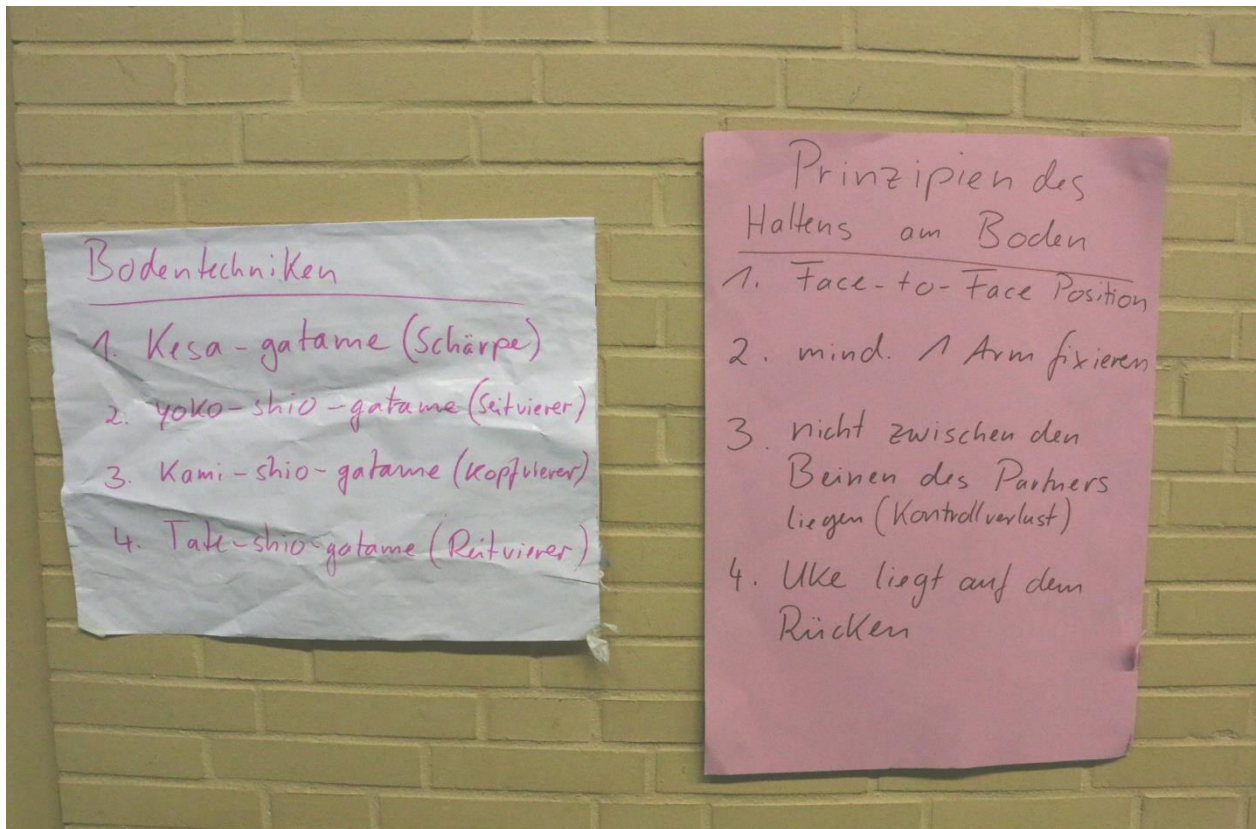 Bodentechniken
1. Kesa-gatame (Schärpe)
2. Yoko-shio-gatame (Seitvierer)
3. Kami-shio-gatame (Kopfvierer)
4. Tate-shio-gatame (Reitvierer)
Prinzipien des
Haltens am Boden
1. Face-to-Face Position
2. mind. 1 Arm fixieren
3. nicht zwischen den
Beinen des Partners
liegen (Kontrollverlust)
4. Uke liegt auf dem
Rücken